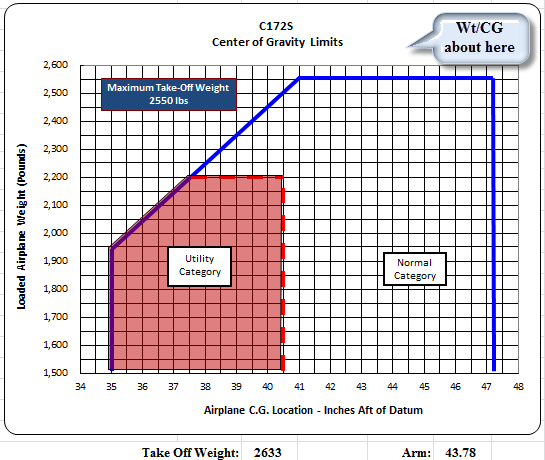 C172S
Center of Gravity Limits
Wt/CG
about here
Maximum Take-Off Weight
2550 lbs
Loaded Airplane Weight (Pounds)
2,600
2,500
2,400
2,300
2,200
2,100
2,000
1,900
1,800
1,700
1,600
1,500
Utility
Category
Normal
Category
34 35 36 37 38 39 40 41 42 43 44 45 46 47 48
Airplane C.G. Location - Inches Aft of Datum
Take Off Weight: 2633 Arm: 43.78